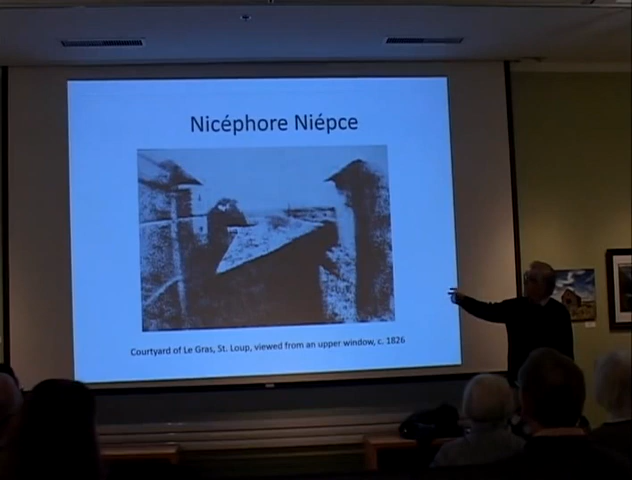 Nicéphore Niépce
Courtyard of Le Gras, St. Loup, viewed from an upper window, c. 1826